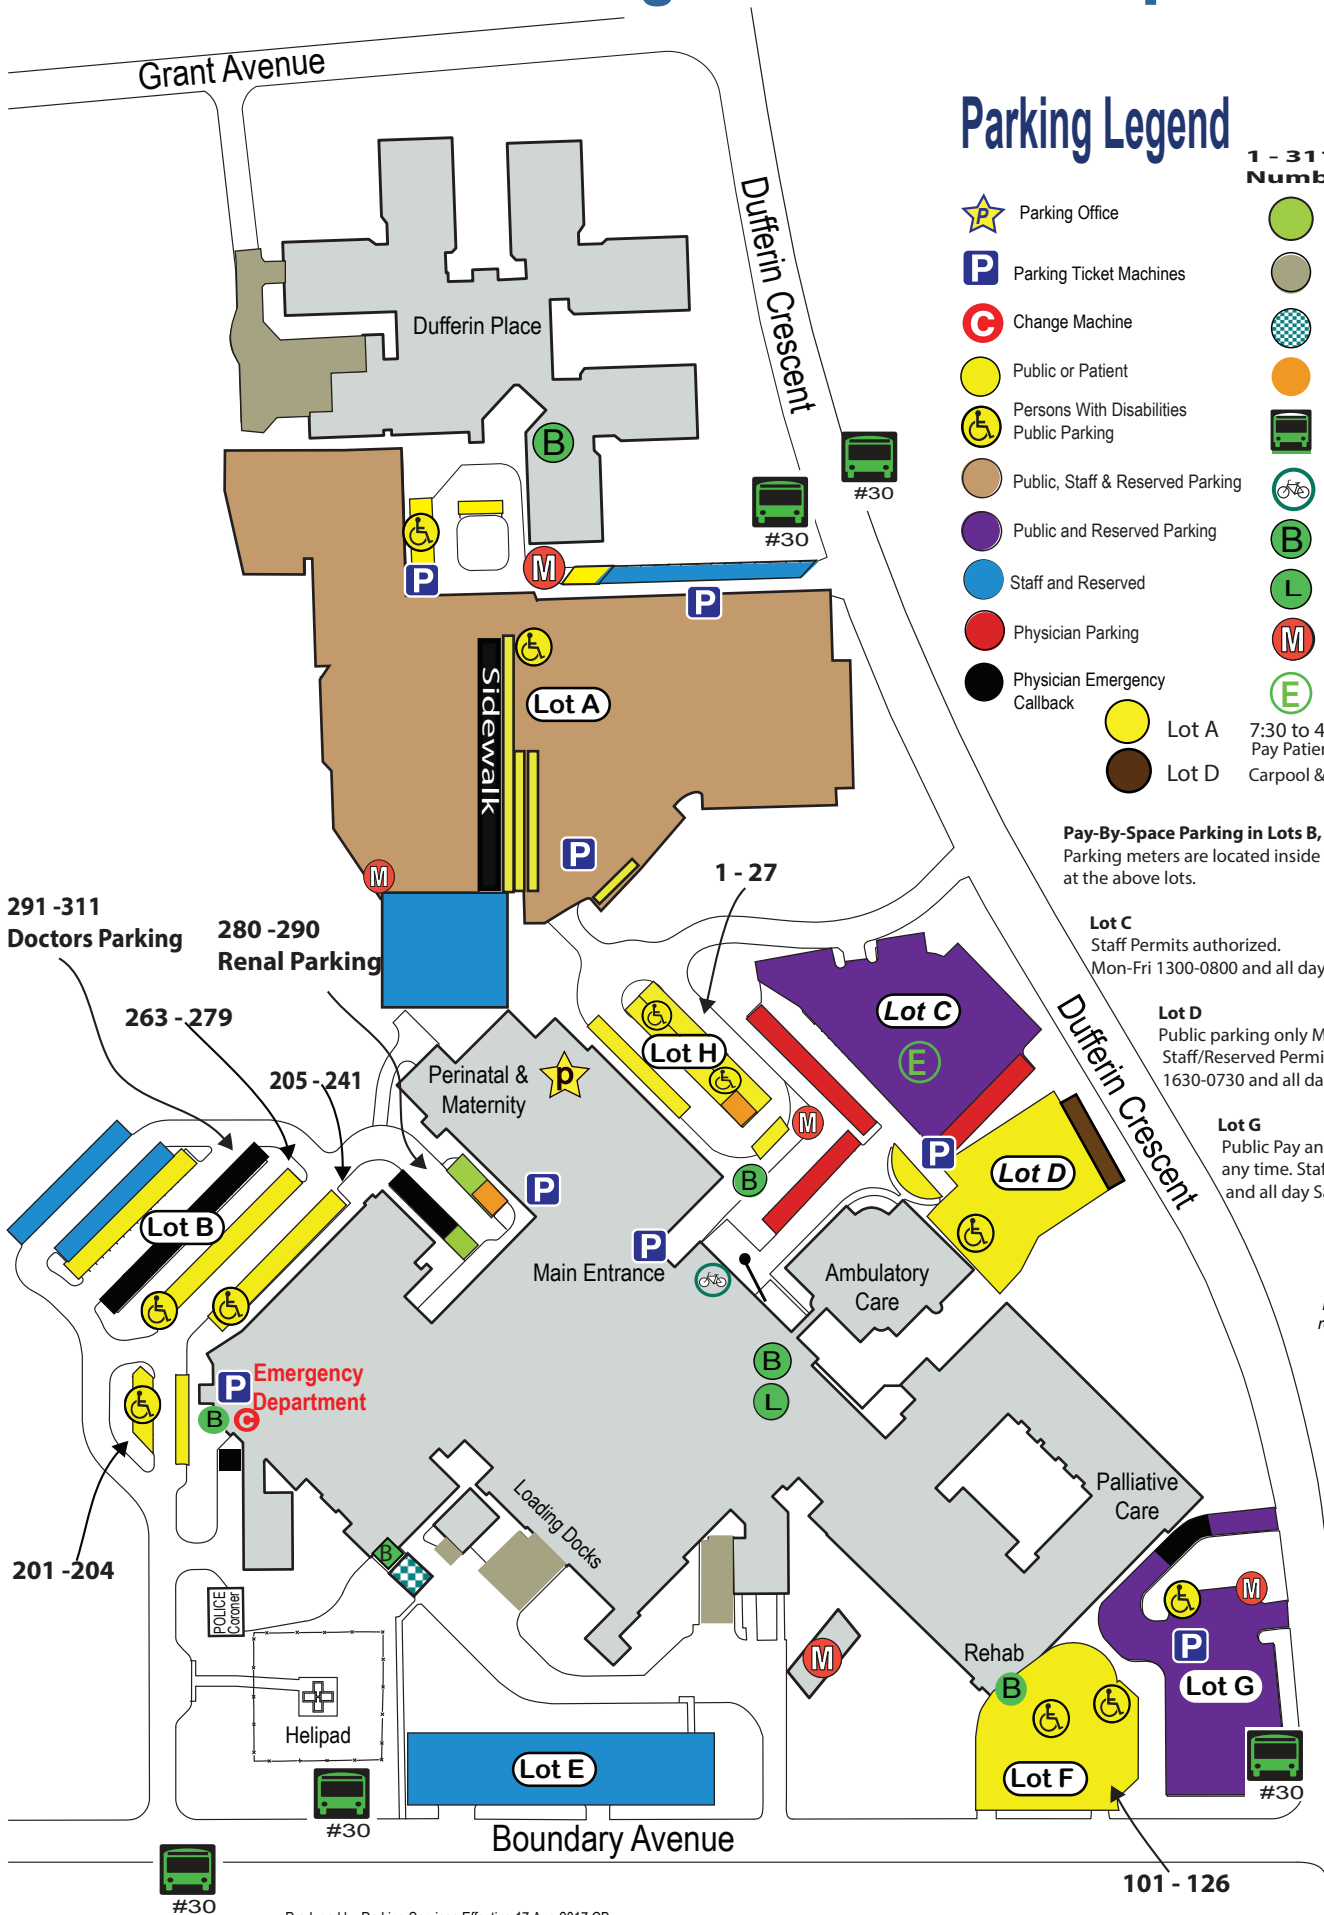 Grant Avenue
Dufferin Crescent
Parking Legend
1 - 311
Numb
P
Parking Office
P
Parking Ticket Machines
C
Change Machine
Public or Patient
Persons With Disabilities
Public Parking
Public, Staff & Reserved Parking
B
Public and Reserved Parking
L
Staff and Reserved
M
Physician Parking
E
Physician Emergency
Callback
Lot A
7:30 to 4
Pay Patien
Lot D
Carpool &
Pay-By-Space Parking in Lots B,
Parking meters are located inside
at the above lots.
Lot C
Staff Permits authorized.
Mon-Fri 1300-0800 and all day
Lot D
Public parking only M
Staff/Reserved Permi
1630-0730 and all da
Lot G
Public Pay an
any time. Staf
and all day Sa
Dufferin Place
B
#30
#30
P
M
P
Sidewalk
Lot A
P
M
1 - 27
291 -311
Doctors Parking
280 -290
Renal Parking
263 - 279
205 - 241
Perinatal &
Maternity
p
Lot H
Lot C
E
M
Dufferin Crescent
P
Lot D
B
P
Lot B
P
Main Entrance
Ambulatory
Care
B
L
P
Emergency
Department
B
C
Loading Docks
Palliative
Care
201 -204
B
POLICE
Coroner
M
M
P
Rehab
B
Lot G
Helipad
Lot E
Lot F
#30
#30
Boundary Avenue
101 - 126
#30